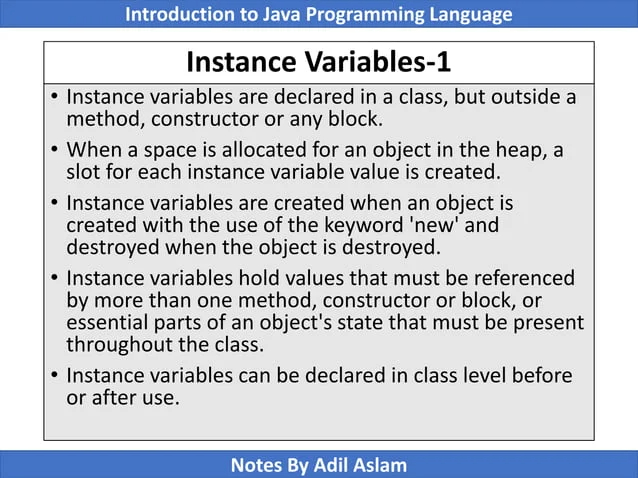 Introduction to Java Programming Language
Instance Variables-1
• Instance variables are declared in a class, but outside a
method, constructor or any block.
• When a space is allocated for an object in the heap, a
slot for each instance variable value is created.
• Instance variables are created when an object is
created with the use of the keyword 'new' and
destroyed when the object is destroyed.
• Instance variables hold values that must be referenced
by more than one method, constructor or block, or
essential parts of an object's state that must be present
throughout the class.
• Instance variables can be declared in class level before
or after use.
Notes By Adil Aslam